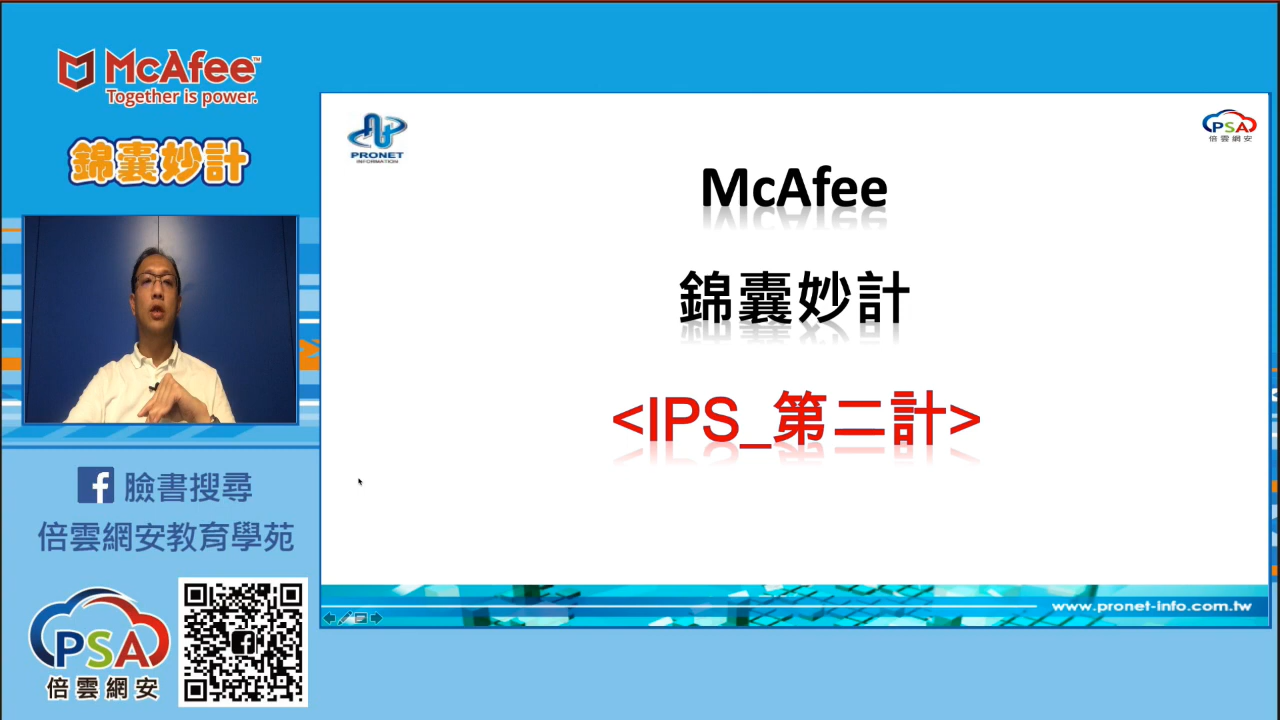 McAfee™
Together is power.
錦囊妙計
臉書搜尋
倍雲網安教育學苑
PSA
倍雲網安
PRONET
INFORMATION
PSA
倍雲網安
McAfee
錦囊妙計
<IPS_第二計>
www.pronet-info.com.tw